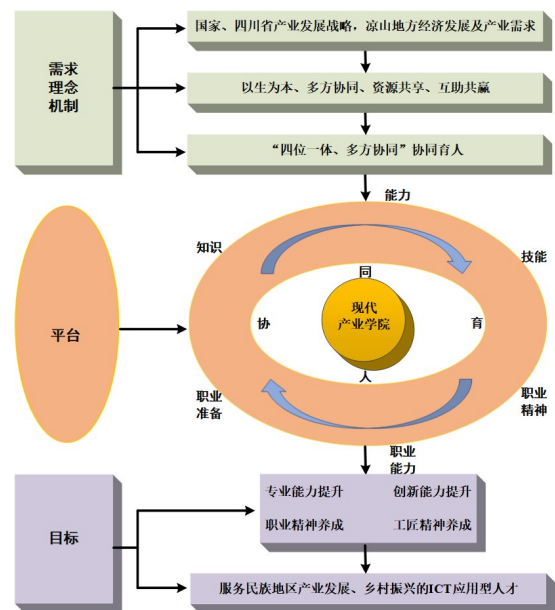 国家、四川省产业发展战略，凉山地方经济发展及产业需求
需求
理念
机制
以生为本、多方协同、资源共享、互助共赢
“四位一体、多方协同”协同育人
能力
知识
技能
同
现代
产业学院
协
育
人
平台
职业
准备
职业
精神
职业
能力
专业能力提升
创新能力提升
职业精神养成
工匠精神养成
目标
服务民族地区产业发展、乡村振兴的ICT应用型人才